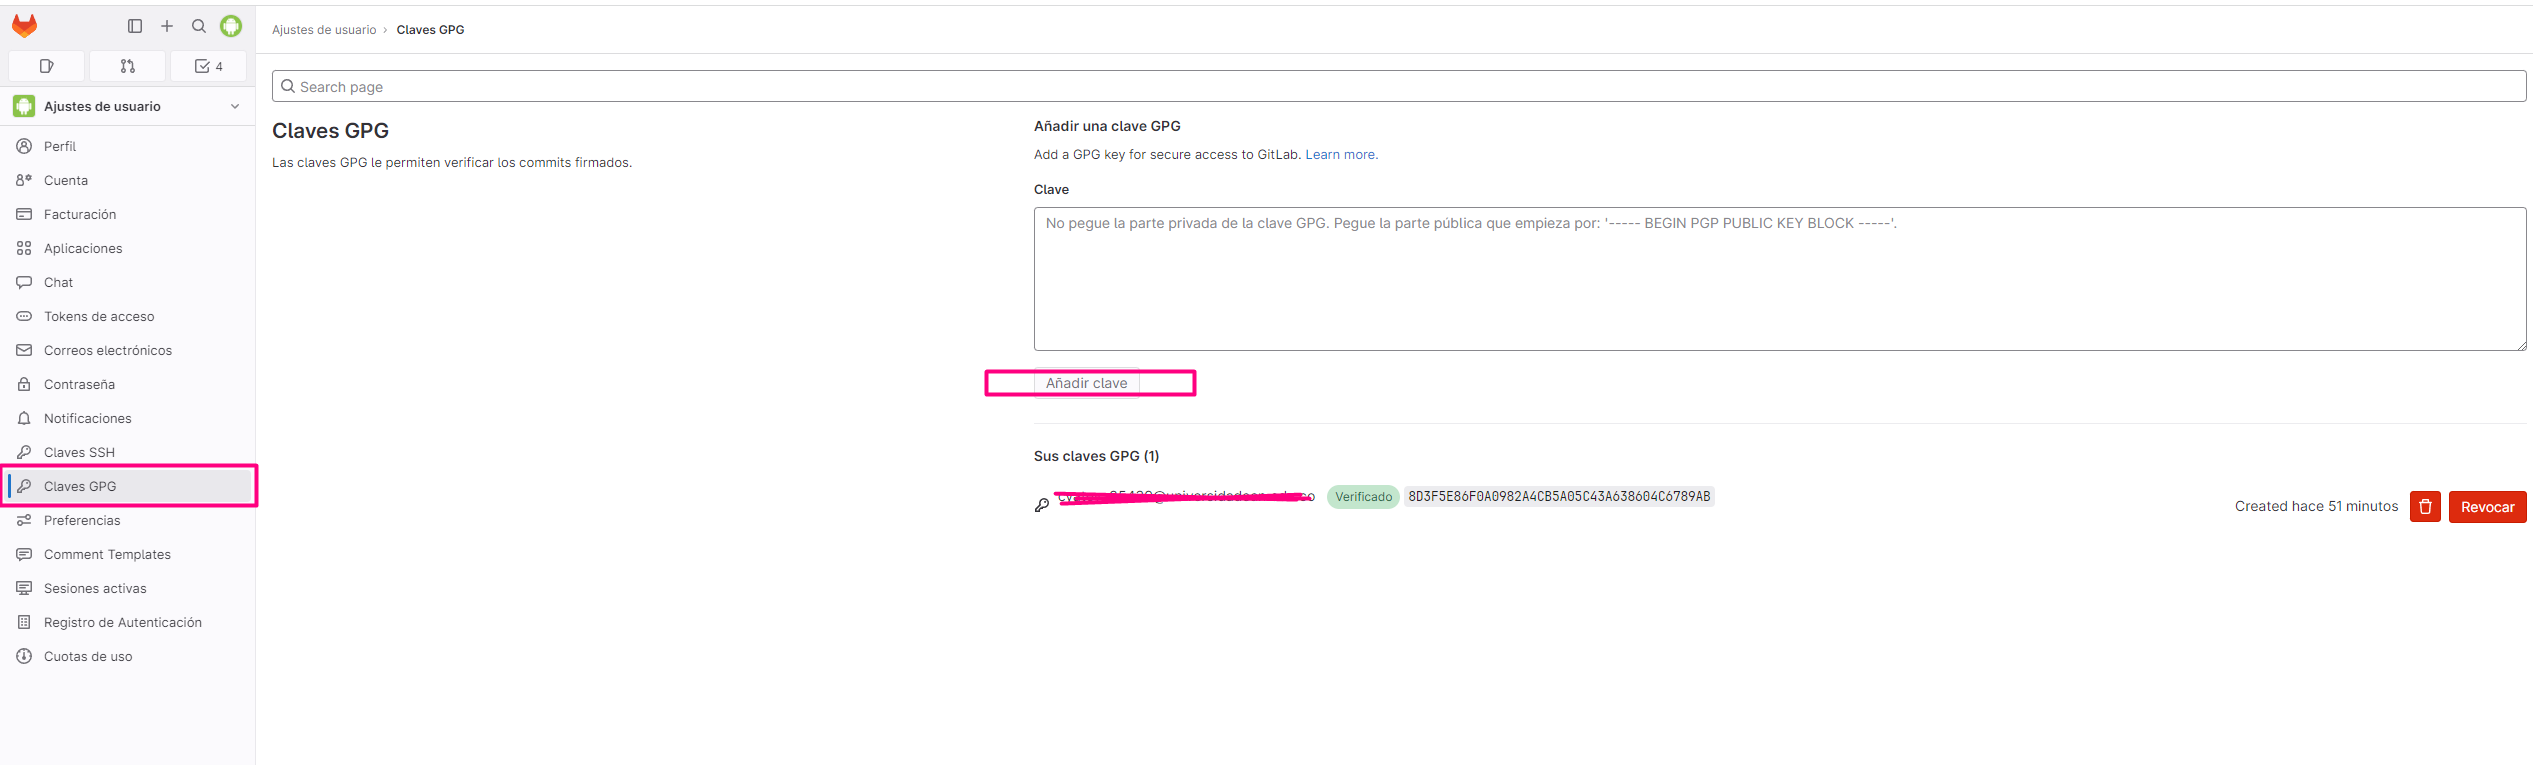 Ajustes de usuario › Claves GPG
4
Search page
Ajustes de usuario
Perfil
Cuenta
Facturación
Aplicaciones
Chat
Tokens de acceso
Correos electrónicos
Contraseña
Notificaciones
Claves SSH
Claves GPG
Preferencias
Comment Templates
Sesiones activas
Registro de Autenticación
Cuotas de uso
Claves GPG
Las claves GPG le permiten verificar los commits firmados.
Añadir una clave GPG
Add a GPG key for secure access to GitLab. Learn more.
Clave
No pegue la parte privada de la clave GPG. Pegue la parte pública que empieza por: '----- BEGIN PGP PUBLIC KEY BLOCK -----'.
Añadir clave
Sus claves GPG (1)
Verificado 8D3F5E86F0A0982A4CB5A05C43A638604C6789AB
Created hace 51 minutos Revocar